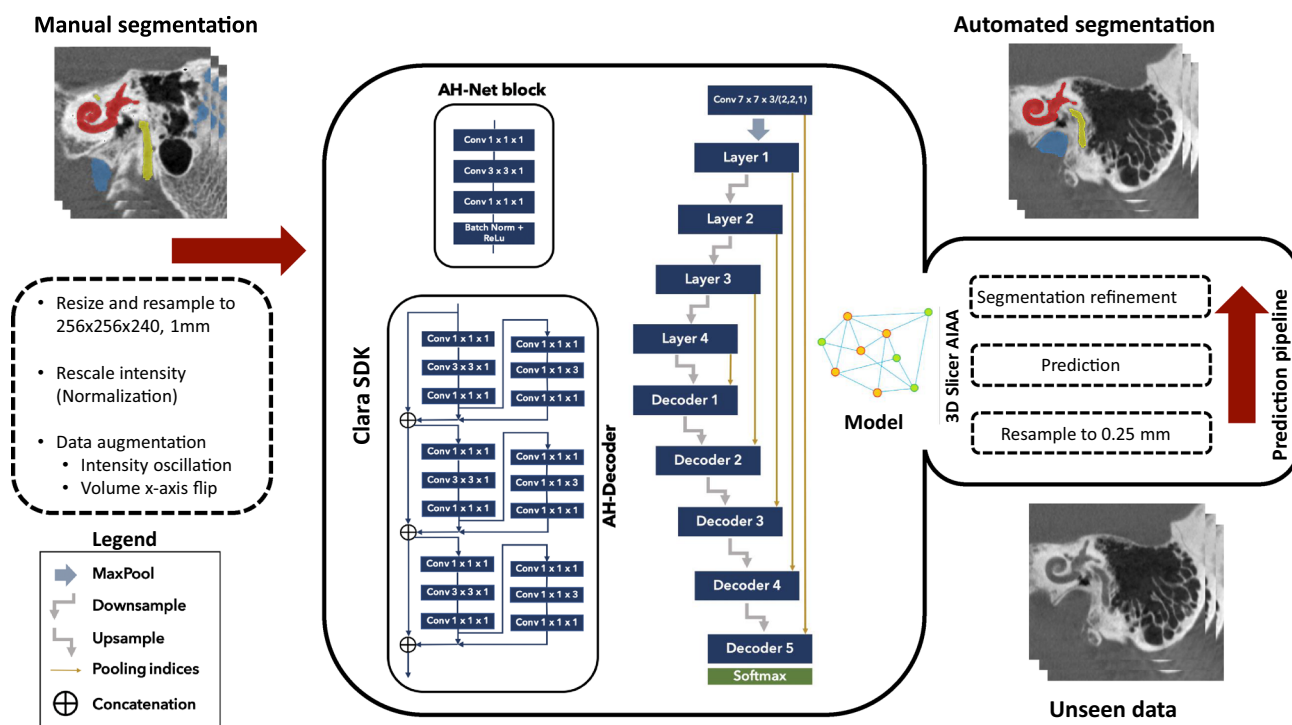 Manual segmentation
• Resize and resample to
256x256x240, 1mm
• Rescale intensity
(Normalization)
• Data augmentation
• Intensity oscillation
• Volume x-axis flip
Legend
MaxPool
Downsample
Upsample
Pooling indices
Concatenation
Clara SDK
AH-Net block
Conv 1 x 1 x 1
Conv 3 x 3 x 1
Conv 1 x 1 x 1
Batch Norm +
ReLu
AH-Decoder
Conv 1 x 1 x 1
Conv 3 x 3 x 1
Conv 1 x 1 x 1
Conv 1 x 1 x 1
Conv 1 x 1 x 3
Conv 1 x 1 x 1
Conv 1 x 1 x 1
Conv 3 x 3 x 1
Conv 1 x 1 x 1
Conv 1 x 1 x 1
Conv 1 x 1 x 3
Conv 1 x 1 x 1
Conv 1 x 1 x 1
Conv 3 x 3 x 1
Conv 1 x 1 x 1
Conv 1 x 1 x 1
Conv 1 x 1 x 3
Conv 1 x 1 x 1
Conv 7 x 7 x 3/(2,2,1)
Layer 1
Layer 2
Layer 3
Layer 4
Decoder 1
Decoder 2
Decoder 3
Decoder 4
Decoder 5
Softmax
Model
Automated segmentation
3D Slicer AIAA
Segmentation refinement
Prediction
Resample to 0.25 mm
Prediction pipeline
Unseen data